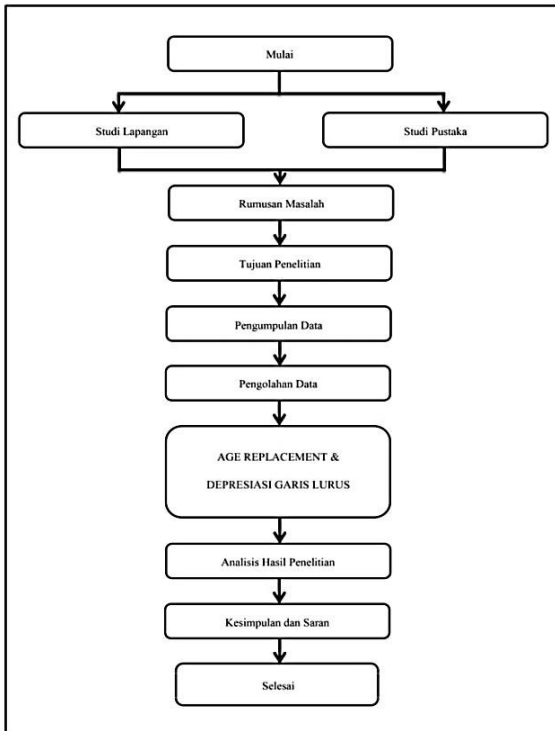 Mulai
Studi Lapangan
Studi Pustaka
Rumusan Masalah
Tujuan Penelitian
Pengumpulan Data
Pengolahan Data
AGE REPLACEMENT &
DEPRESIASI GARIS LURUS
Analisis Hasil Penelitian
Kesimpulan dan Saran
Selesai